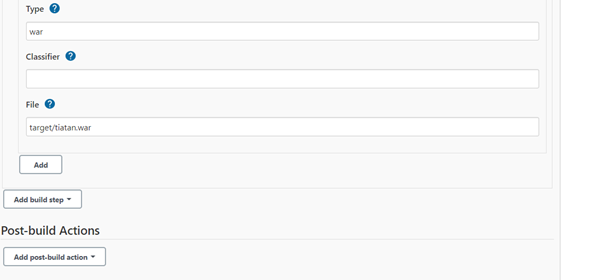 Type ?
war
Classifier ?
File ?
target/tiatan.war
Add
Add build step
Post-build Actions
Add post-build action